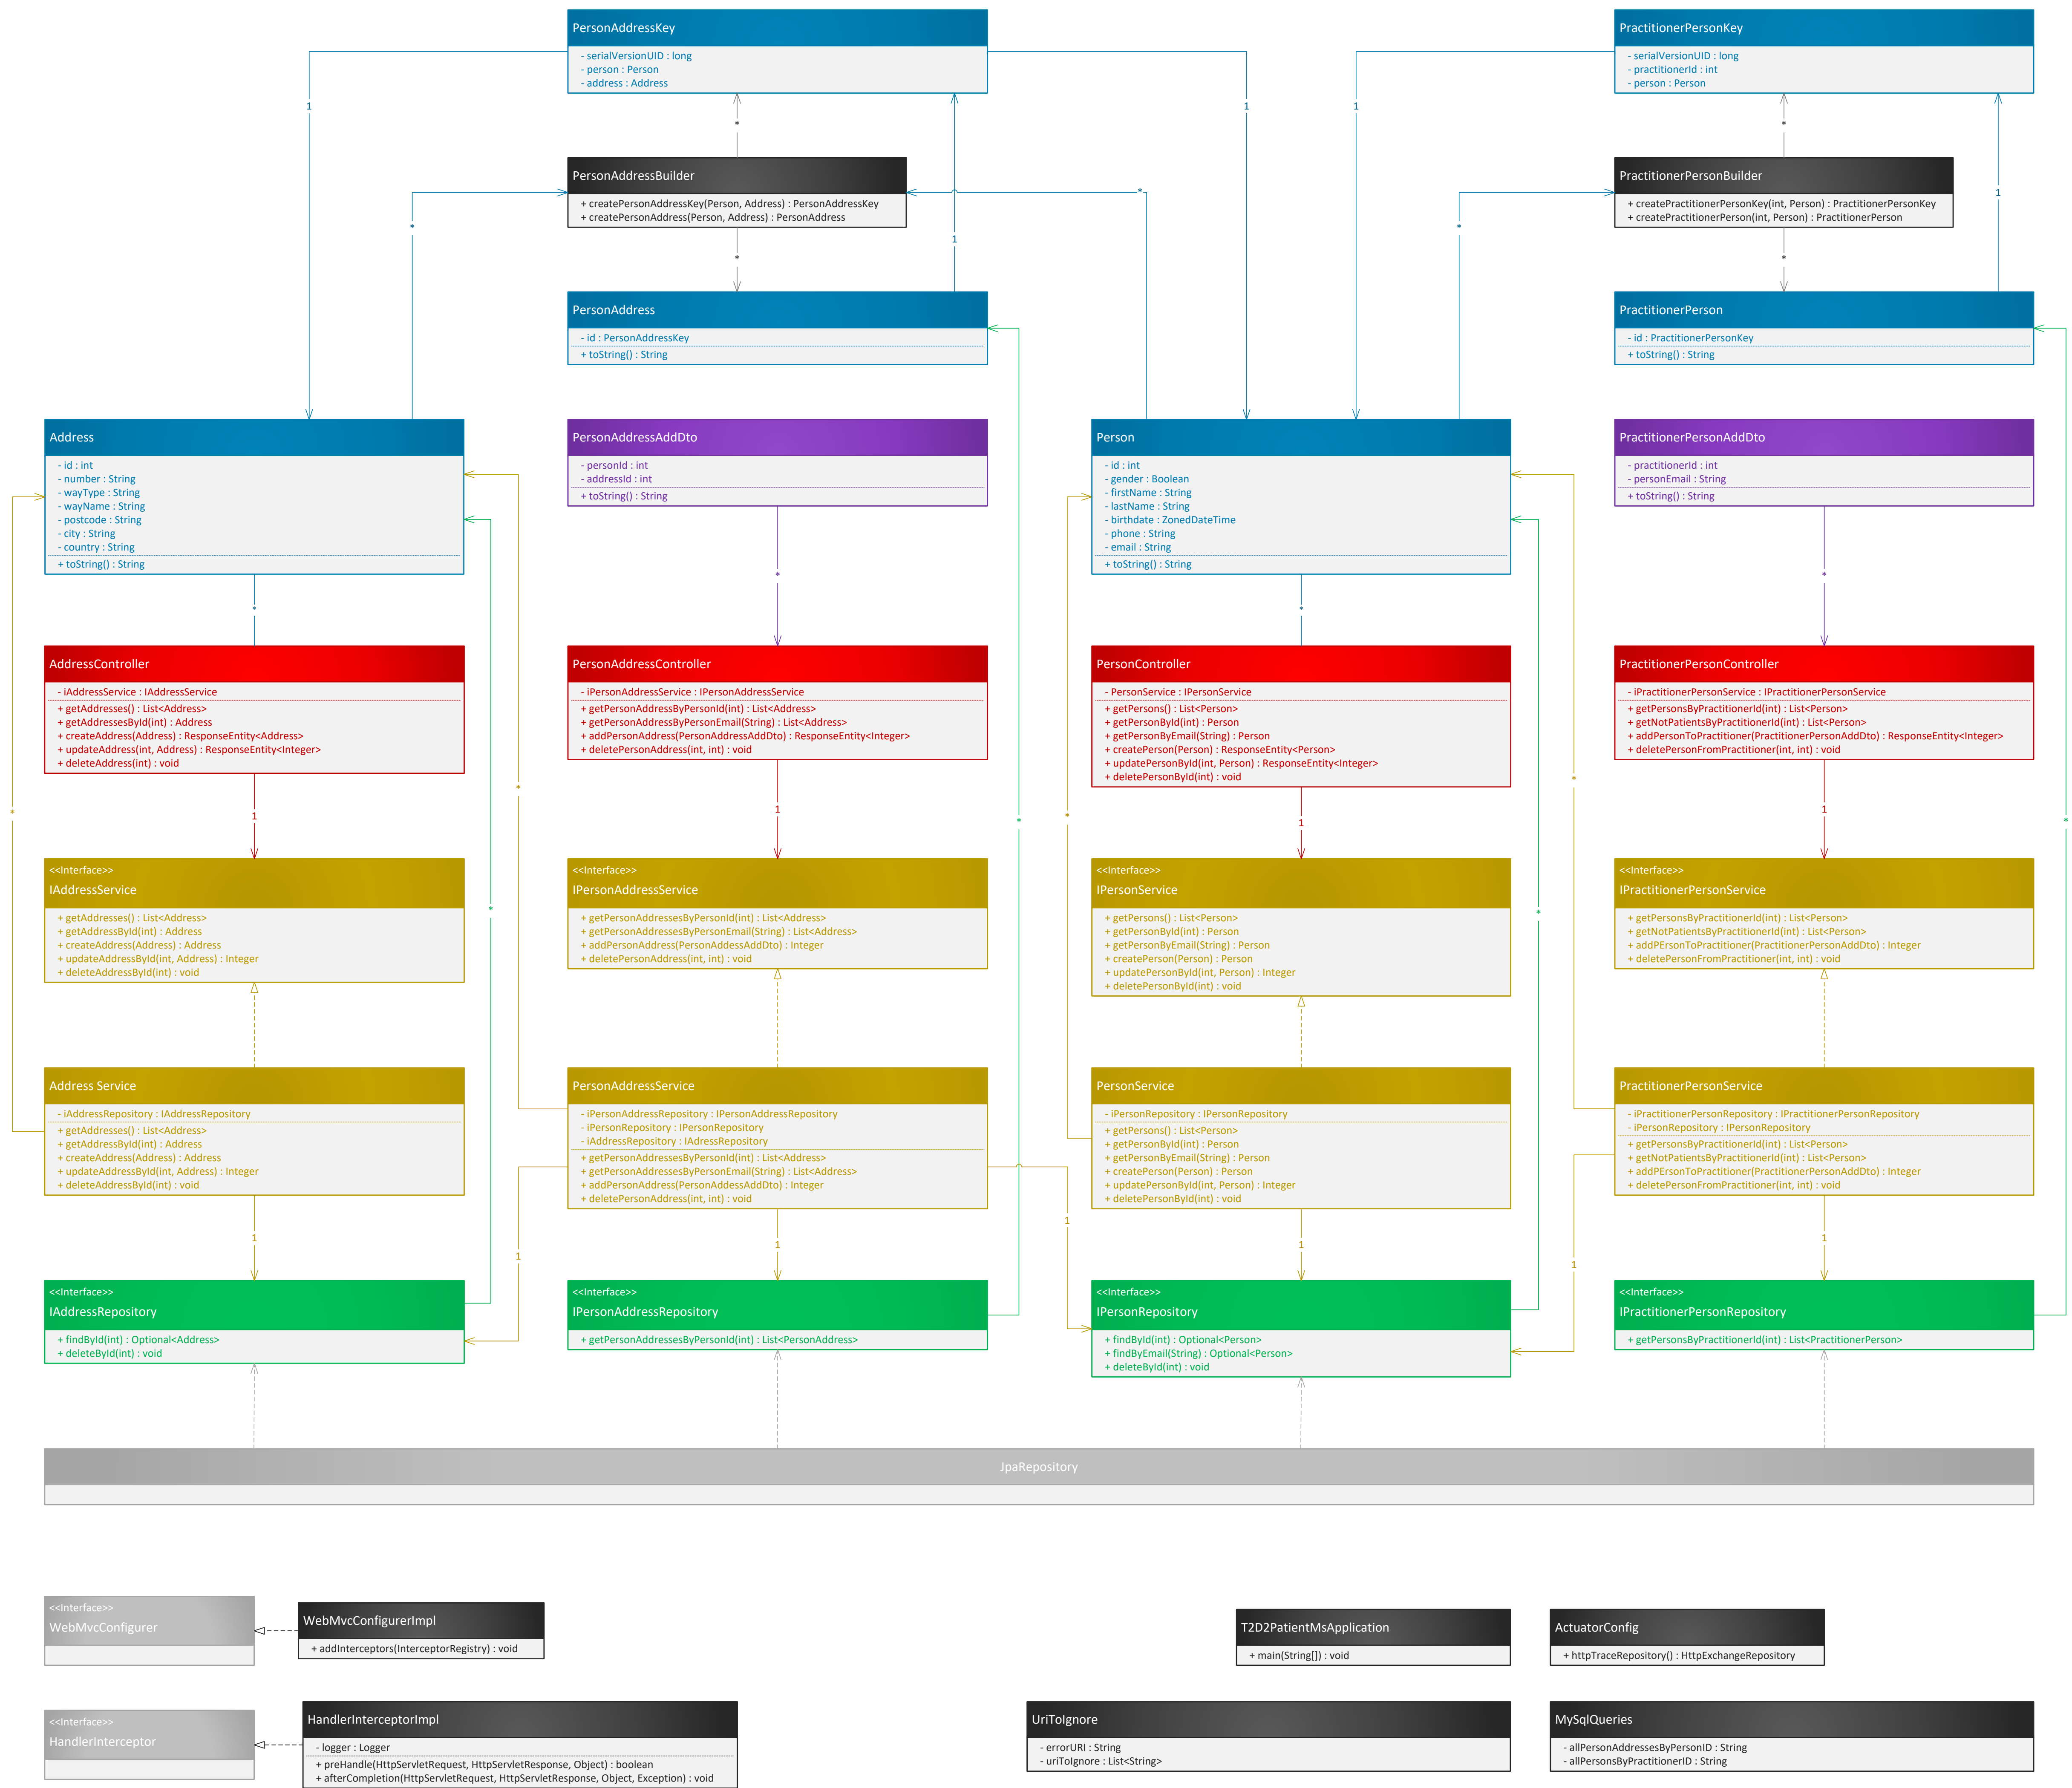 PersonAddressKey
- serialVersionUID : long
- person : Person
- address : Address
PractitionerPersonKey
- serialVersionUID : long
- practitionerId : int
- person : Person
1
1
1
*
*
PersonAddressBuilder
+ createPersonAddressKey(Person, Address) : PersonAddressKey
+ createPersonAddress(Person, Address) : PersonAddress
PractitionerPersonBuilder
+ createPractitionerPersonKey(int, Person) : PractitionerPersonKey
+ createPractitionerPerson(int, Person) : PractitionerPerson
*
1
*
*
1
*
*
*
PersonAddress
- id : PersonAddressKey
+ toString() : String
PractitionerPerson
- id : PractitionerPersonKey
+ toString() : String
Address
- id : int
- number : String
- wayType : String
- wayName : String
- postcode : String
- city : String
- country : String
+ toString() : String
PersonAddressAddDto
- personId : int
- addressId : int
+ toString() : String
Person
- id : int
- gender : Boolean
- firstName : String
- lastName : String
- birthdate : ZonedDateTime
- phone : String
- email : String
+ toString() : String
PractitionerPersonAddDto
- practitionerId : int
- personEmail : String
+ toString() : String
*
*
*
*
AddressController
- iAddressService : IAddressService
+ getAddresses() : List<Address>
+ getAddressesById(int) : Address
+ createAddress(Address) : ResponseEntity<Address>
+ updateAddress(int, Address) : ResponseEntity<Integer>
+ deleteAddress(int) : void
PersonAddressController
- iPersonAddressService : IPersonAddressService
+ getPersonAddressByPersonId(int) : List<Address>
+ getPersonAddressByPersonEmail(String) : List<Address>
+ addPersonAddress(PersonAddressAddDto) : ResponseEntity<Integer>
+ deletePersonAddress(int, int) : void
PersonController
- PersonService : IPersonService
+ getPersons() : List<Person>
+ getPersonById(int) : Person
+ getPersonByEmail(String) : Person
+ createPerson(Person) : ResponseEntity<Person>
+ updatePersonById(int, Person) : ResponseEntity<Integer>
+ deletePersonById(int) : void
PractitionerPersonController
- iPractitionerPersonService : IPractitionerPersonService
+ getPersonsByPractitionerId(int) : List<Person>
+ getNotPatientsByPractitionerId(int) : List<Person>
+ addPersonToPractitioner(PractitionerPersonAddDto) : ResponseEntity<Integer>
+ deletePersonFromPractitioner(int, int) : void
*
1
*
1
*
*
1
*
1
*
<<Interface>>
IAddressService
+ getAddresses() : List<Address>
+ getAddressById(int) : Address
+ createAddress(Address) : Address
+ updateAddressById(int, Address) : Integer
+ deleteAddressById(int) : void
<<Interface>>
IPersonAddressService
+ getPersonAddressesByPersonId(int) : List<Address>
+ getPersonAddressesByPersonEmail(String) : List<Address>
+ addPersonAddress(PersonAddessAddDto) : Integer
+ deletePersonAddress(int, int) : void
<<Interface>>
IPersonService
+ getPersons() : List<Person>
+ getPersonById(int) : Person
+ getPersonByEmail(String) : Person
+ createPerson(Person) : Person
+ updatePersonById(int, Person) : Integer
+ deletePersonById(int) : void
<<Interface>>
IPractitionerPersonService
+ getPersonsByPractitionerId(int) : List<Person>
+ getNotPatientsByPractitionerId(int) : List<Person>
+ addPErsonToPractitioner(PractitionerPersonAddDto) : Integer
+ deletePersonFromPractitioner(int, int) : void
*
*
Address Service
- iAddressRepository : IAddressRepository
+ getAddresses() : List<Address>
+ getAddressById(int) : Address
+ createAddress(Address) : Address
+ updateAddressById(int, Address) : Integer
+ deleteAddressById(int) : void
PersonAddressService
- iPersonAddressRepository : IPersonAddressRepository
- iPersonRepository : IPersonRepository
- iAddressRepository : IAdressRepository
+ getPersonAddressesByPersonId(int) : List<Address>
+ getPersonAddressesByPersonEmail(String) : List<Address>
+ addPersonAddress(PersonAddessAddDto) : Integer
+ deletePersonAddress(int, int) : void
PersonService
- iPersonRepository : IPersonRepository
+ getPersons() : List<Person>
+ getPersonById(int) : Person
+ getPersonByEmail(String) : Person
+ createPerson(Person) : Person
+ updatePersonById(int, Person) : Integer
+ deletePersonById(int) : void
PractitionerPersonService
- iPractitionerPersonRepository : IPractitionerPersonRepository
- iPersonRepository : IPersonRepository
+ getPersonsByPractitionerId(int) : List<Person>
+ getNotPatientsByPractitionerId(int) : List<Person>
+ addPErsonToPractitioner(PractitionerPersonAddDto) : Integer
+ deletePersonFromPractitioner(int, int) : void
1
1
1
1
1
1
1
<<Interface>>
IAddressRepository
+ findById(int) : Optional<Address>
+ deleteById(int) : void
<<Interface>>
IPersonAddressRepository
+ getPersonAddressesByPersonId(int) : List<PersonAddress>
<<Interface>>
IPersonRepository
+ findById(int) : Optional<Person>
+ findByEmail(String) : Optional<Person>
+ deleteById(int) : void
<<Interface>>
IPractitionerPersonRepository
+ getPersonsByPractitionerId(int) : List<PractitionerPerson>
JpaRepository
<<Interface>>
WebMvcConfigurer
WebMvcConfigurerImpl
+ addInterceptors(InterceptorRegistry) : void
T2D2PatientMsApplication
+ main(String[]) : void
ActuatorConfig
+ httpTraceRepository() : HttpExchangeRepository
<<Interface>>
HandlerInterceptor
HandlerInterceptorImpl
- logger : Logger
+ preHandle(HttpServletRequest, HttpServletResponse, Object) : boolean
+ afterCompletion(HttpServletRequest, HttpServletResponse, Object, Exception) : void
UriToIgnore
- errorURI : String
- uriToIgnore : List<String>
MySqlQueries
- allPersonAddressesByPersonID : String
- allPersonsByPractitionerID : String